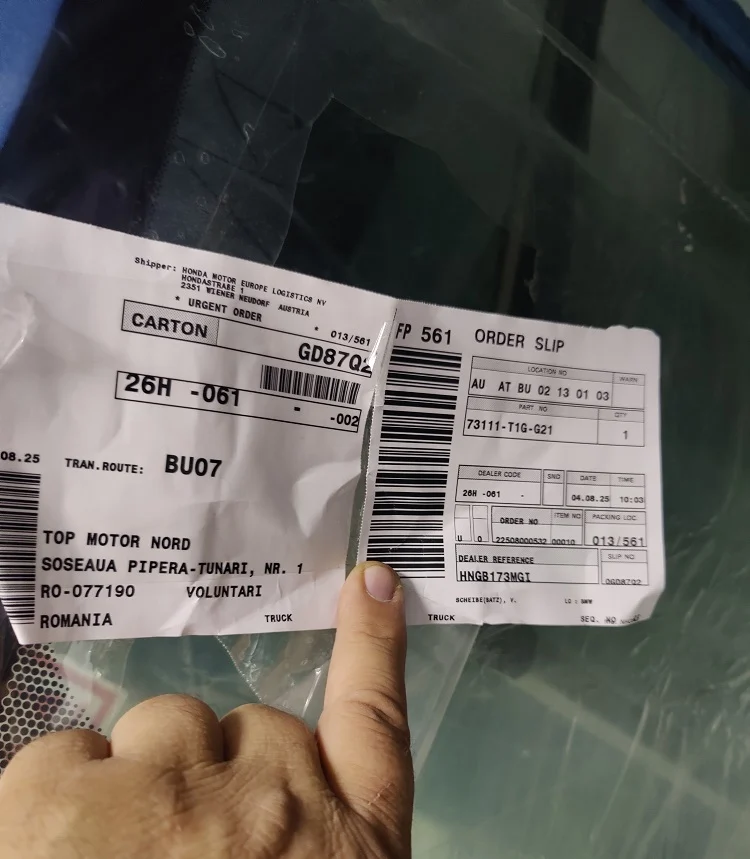 Shipper: HONDA MOTOR EUROPE LOGISTICS NV
HONDASTRAßE 1
2351 WIENER NEUDORF AUSTRIA
* URGENT ORDER *
013/561
CARTON
GD87Q2
26H -061 - -002
08.25
TRAN.ROUTE: BU07
TOP MOTOR NORD
SOSEAUA PIPERA-TUNARI, NR. 1
RO-077190 VOLUNTARI
ROMANIA
TRUCK
FP 561
ORDER SLIP
LOCATION NO
AU AT BU 02 13 01 03
PART NO
QTY
73111-T1G-G21
1
DEALER CODE
SND
DATE
TIME
26H -061 -
04.08.25
10:03
ORDER NO
ITEM NO
PACKING LOC
U 0
22508000532
00010
013/561
DEALER REFERENCE
SLIP NO
HNGB173MGI
SCHEIBE(SATZ), V.
TRUCK
SEQ. NO